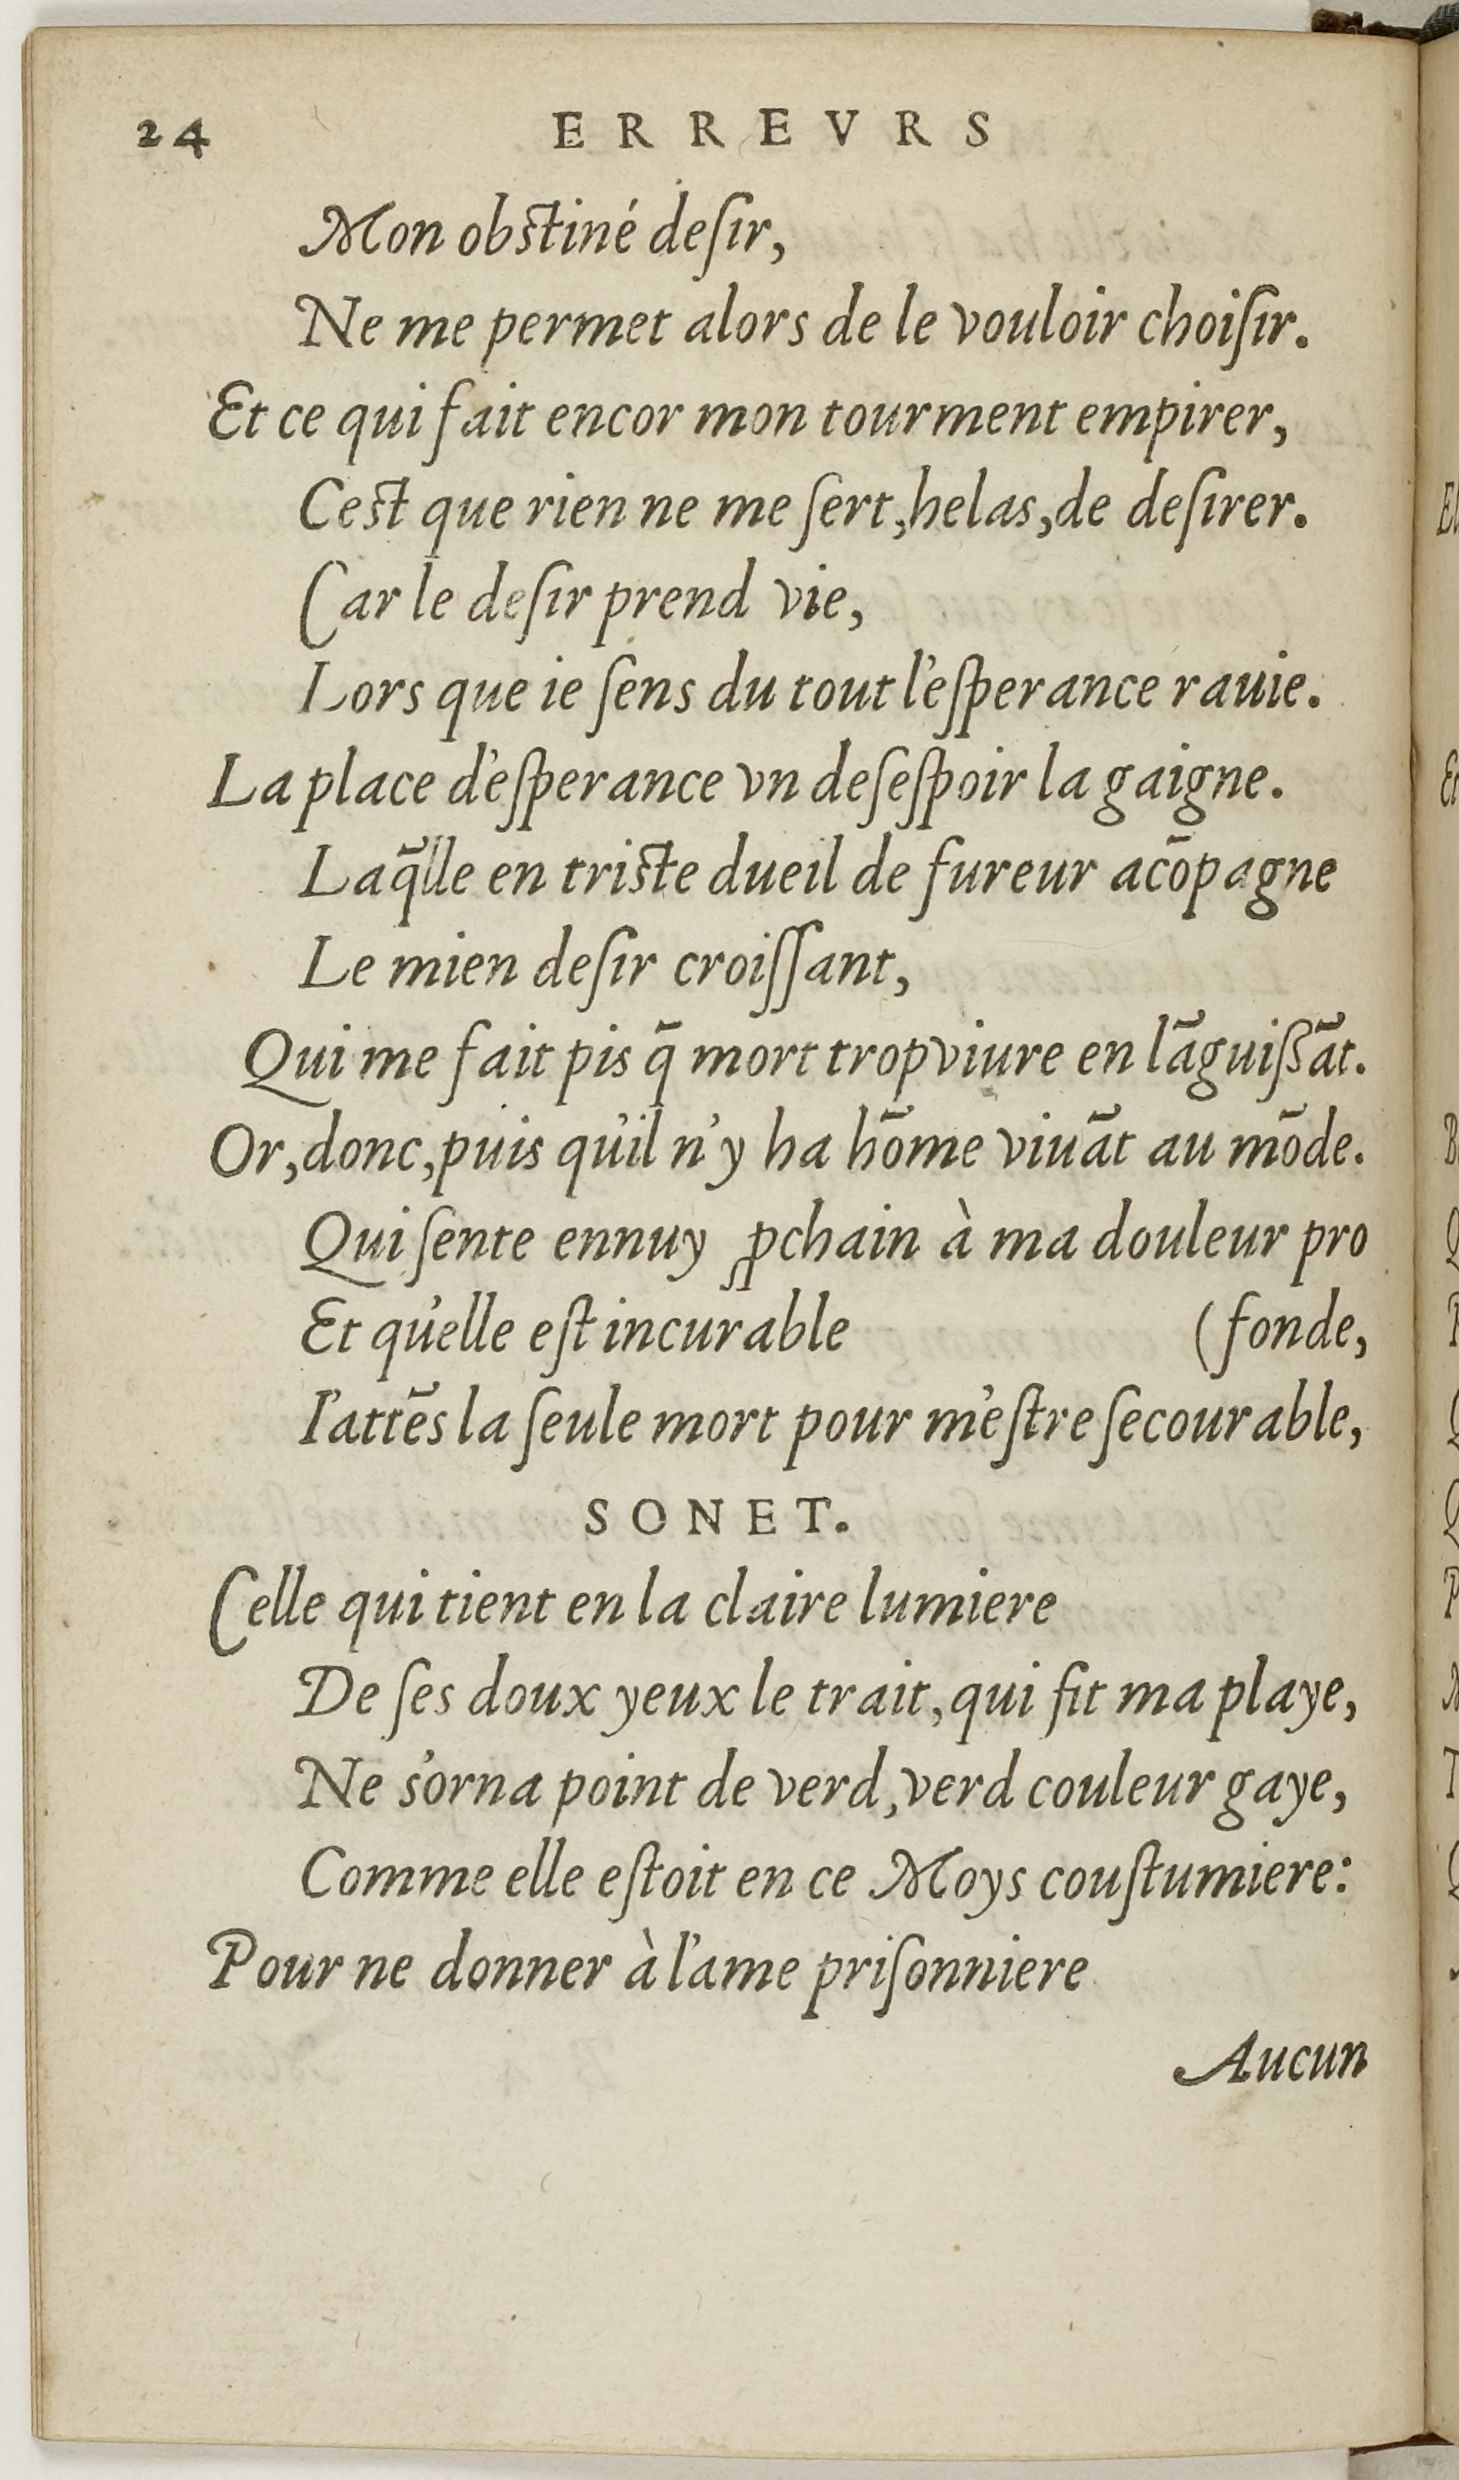 24 ERREVRS
Mon obstiné deſir,
Ne me permet alors de le vouloir choiſir.
Et ce qui fait encor mon tourment empirer,
Cest que rien ne me ſert, helas, de deſirer.
Car le deſir prend vie,
Lors que ie ſens du tout l'eſperance rauie.
La place d'eſperance vn deſeſpoir la gaigne.
Laq̃lle en triste dueil de fureur acõpagne
Le mien deſir croiſſant,
Qui me fait pis q̃ mort trop viure en lãguiſsãt.
Or, donc, puis qu'il n'y ha hõme viuãt au mõde.
Qui ſente ennuy ꝓchain à ma douleur pro
Et qu'elle eſt incurable (fonde,
I'attẽs la ſeule mort pour m'eſtre ſecourable,
SONET.
Celle qui tient en la claire lumiere
De ſes doux yeux le trait, qui fit ma playe,
Ne s'orna point de verd, verd couleur gaye,
Comme elle eſtoit en ce Moys couſtumiere:
Pour ne donner à l'ame priſonniere
Aucun